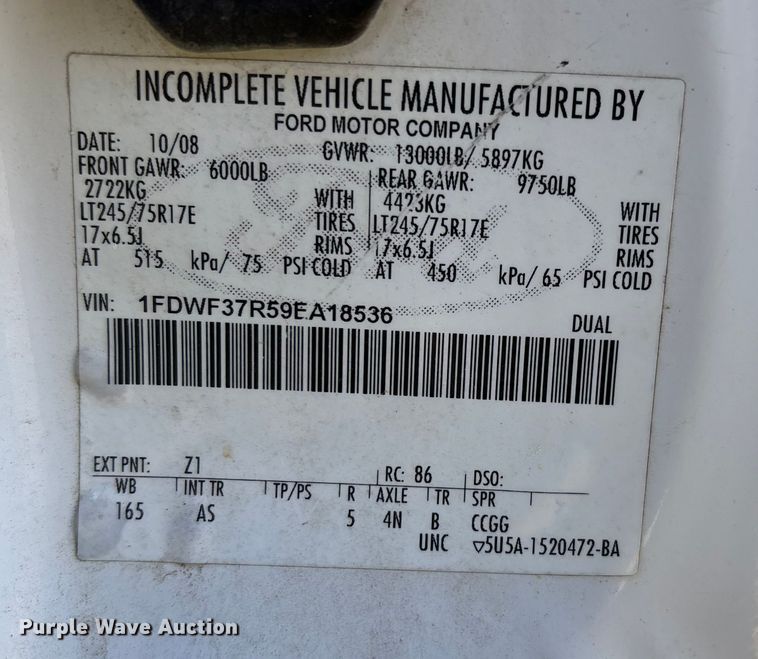 INCOMPLETE VEHICLE MANUFACTURED BY
FORD MOTOR COMPANY
DATE: 10/08 GVWR: 13000LB/ 5897KG
FRONT GAWR: 6000LB REAR GAWR: 9750LB
2722KG WITH 4423KG WITH
LT245/75R17E TIRES LT245/75R17E TIRES
17x6.5J RIMS 17x6.5J RIMS
AT 515 kPa/ 75 PSI COLD AT 450 kPa/ 65 PSI COLD
VIN: 1FDWF37R59EA18536
DUAL
EXT PNT: Z1 RC: 86 DSO:
WB INT TR TP/PS R AXLE TR SPR
165 AS 5 4N B CCGG
UNC ▽5U5A-1520472-BA
Purple Wave Auction